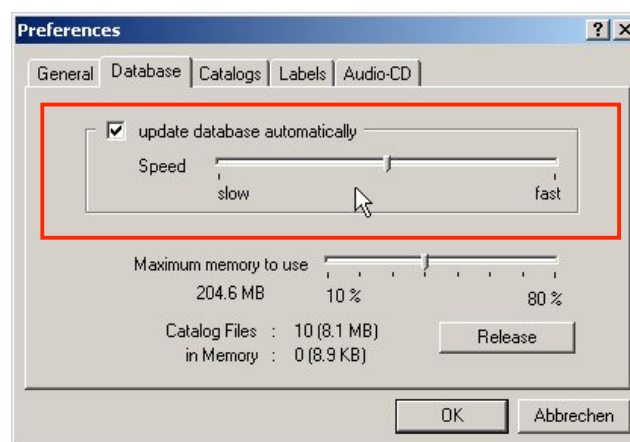 Preferences
General Database Catalogs Labels Audio-CD
update database automatically
Speed
slow fast
Maximum memory to use
204.6 MB 10 % 80 %
Catalog Files : 10 (8.1 MB)
Release
in Memory : 0 (8.9 KB)
OK Abbrechen